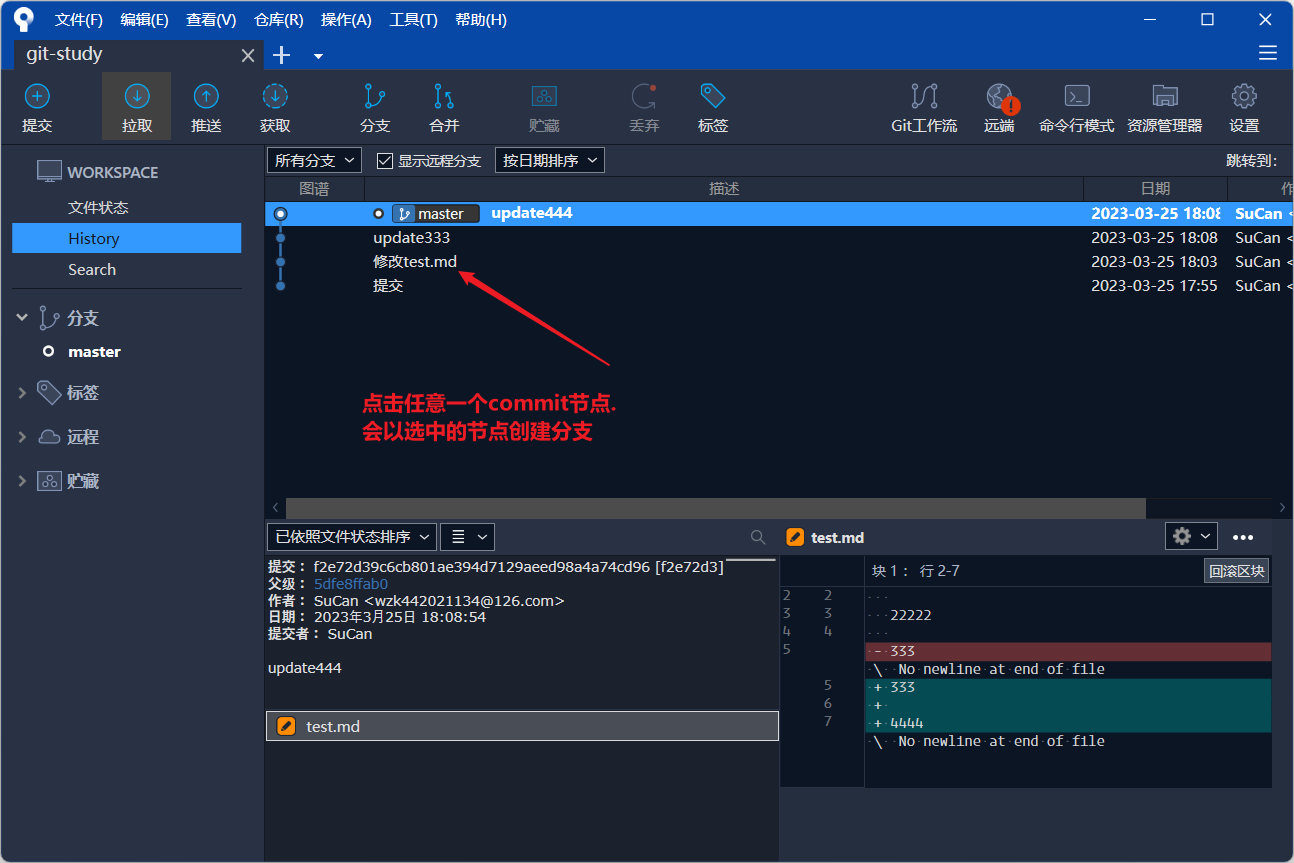 文件(F) 编辑(E) 查看(V) 仓库(R) 操作(A) 工具(T) 帮助(H)
git-study
提交 拉取 推送 获取 分支 合并 贮藏 丢弃 标签 Git工作流 远端 命令行模式 资源管理器 设置
WORKSPACE
文件状态
History
Search
分支
master
标签
远程
贮藏
所有分支 显示远程分支 按日期排序 跳转到:
图谱 描述 日期 作
master update444 2023-03-25 18:08 SuCan <
update333 2023-03-25 18:08 SuCan <
修改test.md 2023-03-25 18:03 SuCan <
提交 2023-03-25 17:55 SuCan <
点击任意一个commit节点.
会以选中的节点创建分支
已依照文件状态排序
提交: f2e72d39c6cb801ae394d7129aeed98a4a74cd96 [f2e72d3]
父级: 5dfe8ffab0
作者: SuCan <wzk442021134@126.com>
日期: 2023年3月25日 18:08:54
提交者: SuCan
update444
test.md
test.md
块 1： 行 2-7 回滚区块
2 2
3 3 22222
4 4
5 - 333
\ No newline at end of file
5 + 333
6 +
7 + 4444
\ No newline at end of file